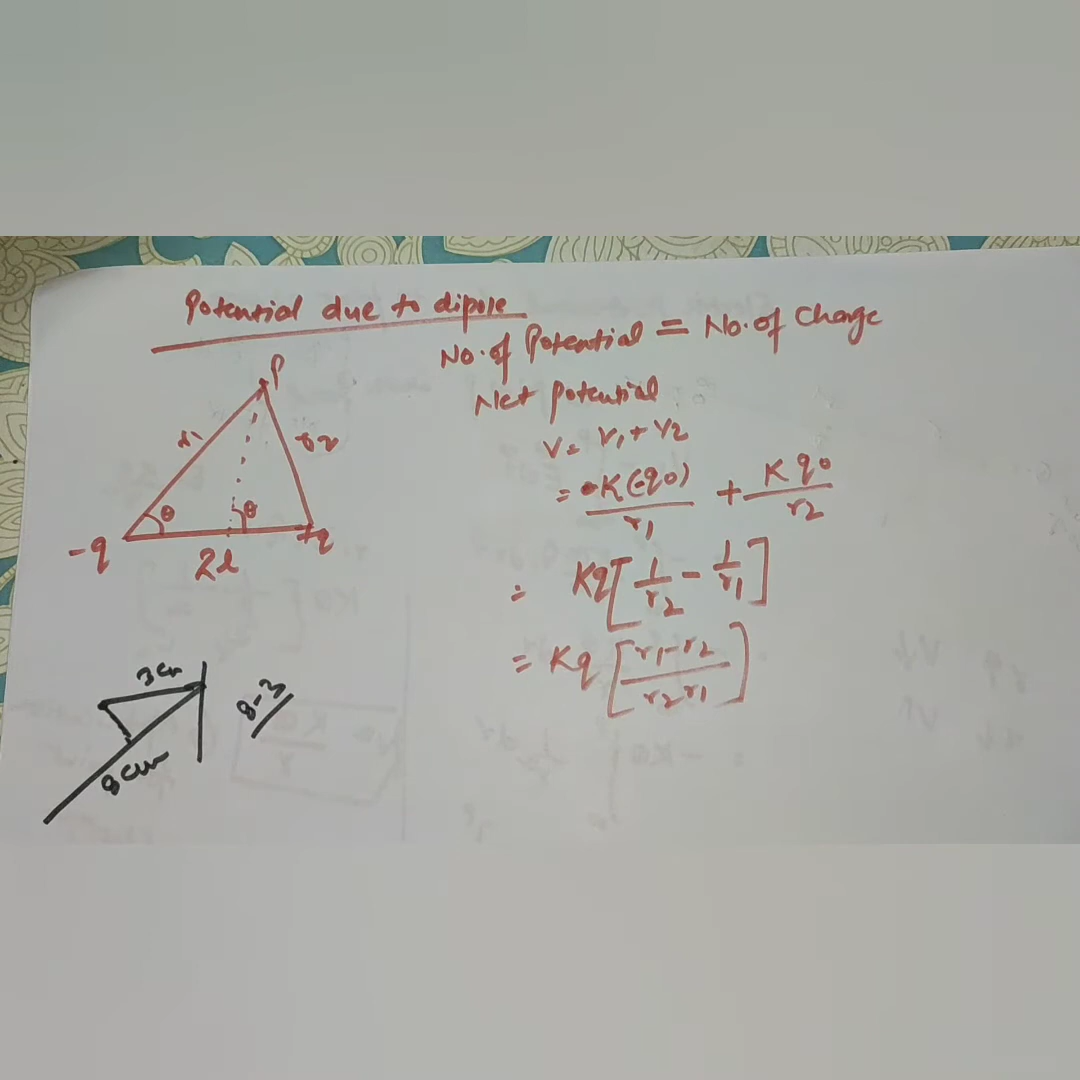 Potential due to dipole
No. of Potential = No. of Charge
Net potential
V = V1 + V2
= K(-q0)/r1 + Kq0/r2
= Kq[1/r2 - 1/r1]
= Kq[r1-r2/r2r1]
P
r1
r2
θ
θ
-q
2l
+q
3cm
8cm
8-3